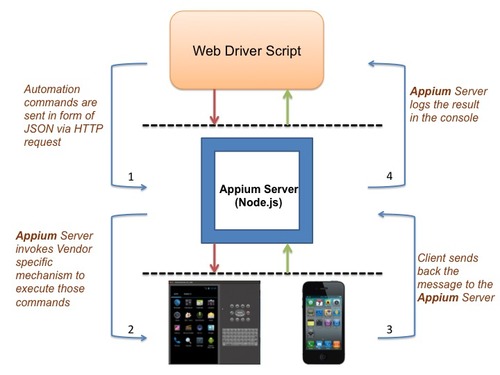 Web Driver Script
Automation
commands are
sent in form of
JSON via HTTP
request
1
Appium Server
logs the result
in the console
4
Appium Server
(Node.js)
Appium Server
invokes Vendor
specific
mechanism to
execute those
commands
2
Client sends
back the
message to the
Appium Server
3